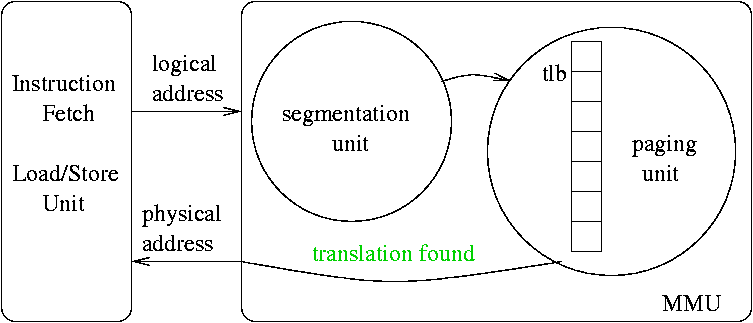 Instruction
Fetch
Load/Store
Unit
logical
address
physical
address
segmentation
unit
tlb
paging
unit
translation found
MMU